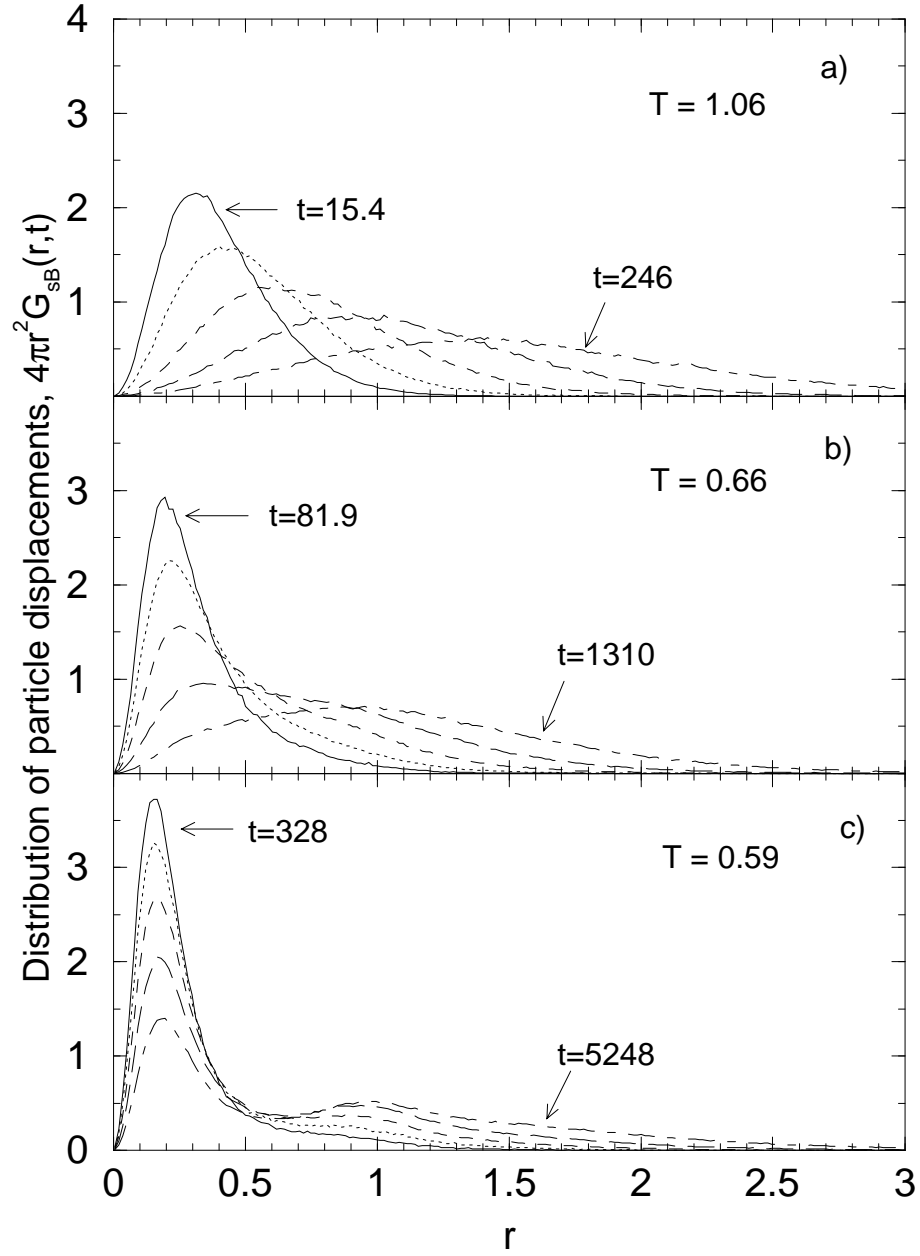 Distribution of particle displacements, 4πr²G_sB(r,t)
4
a)
T = 1.06
3
2
t=15.4
t=246
1
0
b)
T = 0.66
3
t=81.9
2
t=1310
1
0
c)
t=328
T = 0.59
3
2
t=5248
1
0
0 0.5 1 1.5 2 2.5 3
r